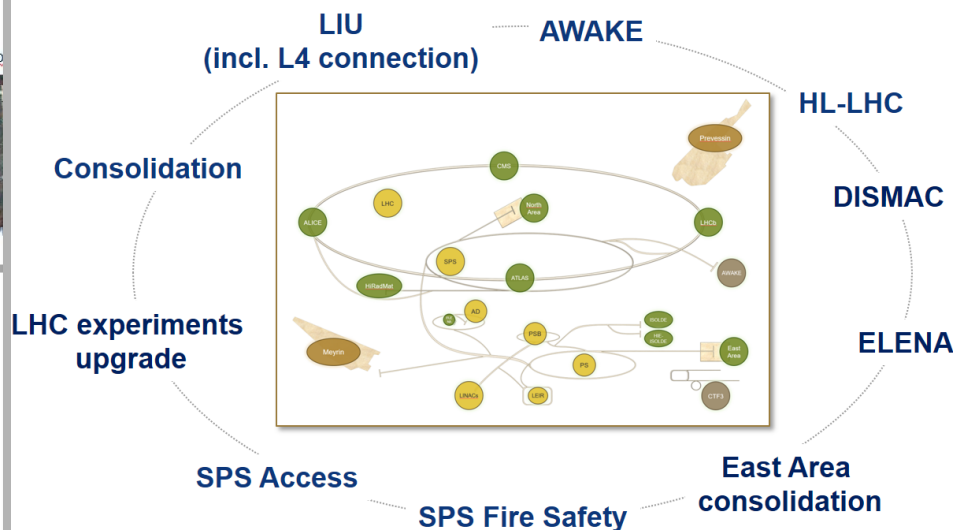 LIU
(incl. L4 connection)
AWAKE
HL-LHC
DISMAC
ELENA
East Area
consolidation
SPS Fire Safety
SPS Access
LHC experiments
upgrade
Consolidation
Prevessin
CMS
LHC
North
Area
ALICE
LHCb
SPS
AWAKE
HiRadMat
ATLAS
AD
ISOLDE
PSB
HIE
ISOLDE
Meyrin
East
Area
PS
LINACs
LEIR
CTF3